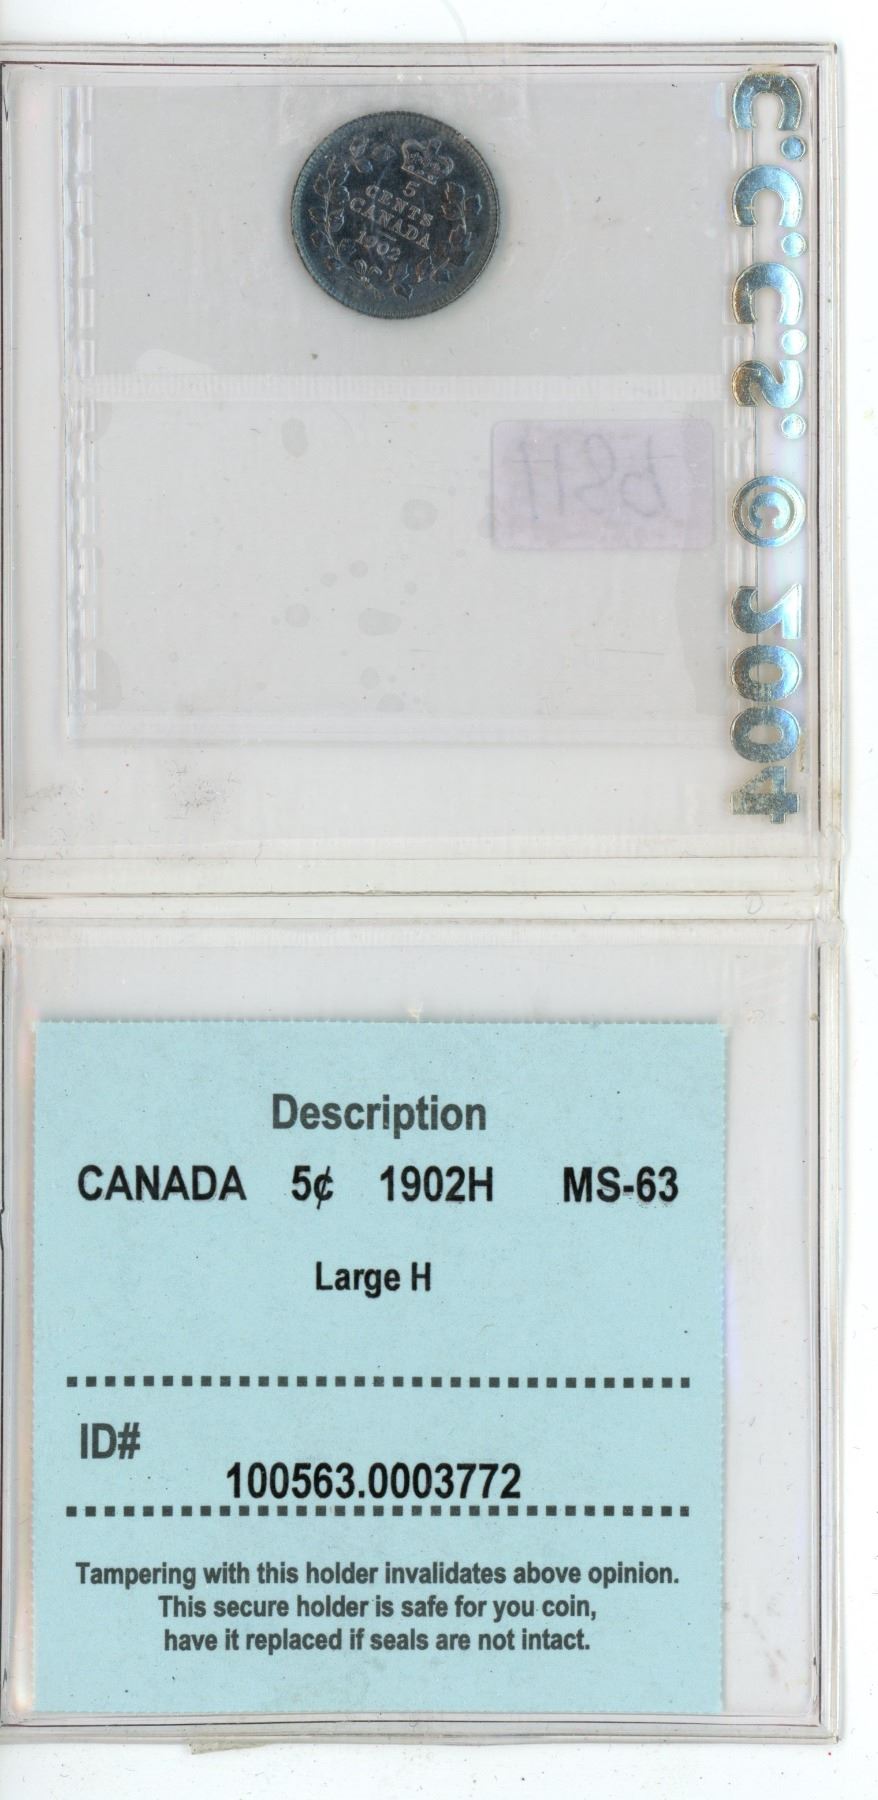 5
CENTS
CANADA
1902
C.C.C.S. © 2004
Description
CANADA 5¢ 1902H MS-63
Large H
ID#
100563.0003772
Tampering with this holder invalidates above opinion.
This secure holder is safe for you coin,
have it replaced if seals are not intact.